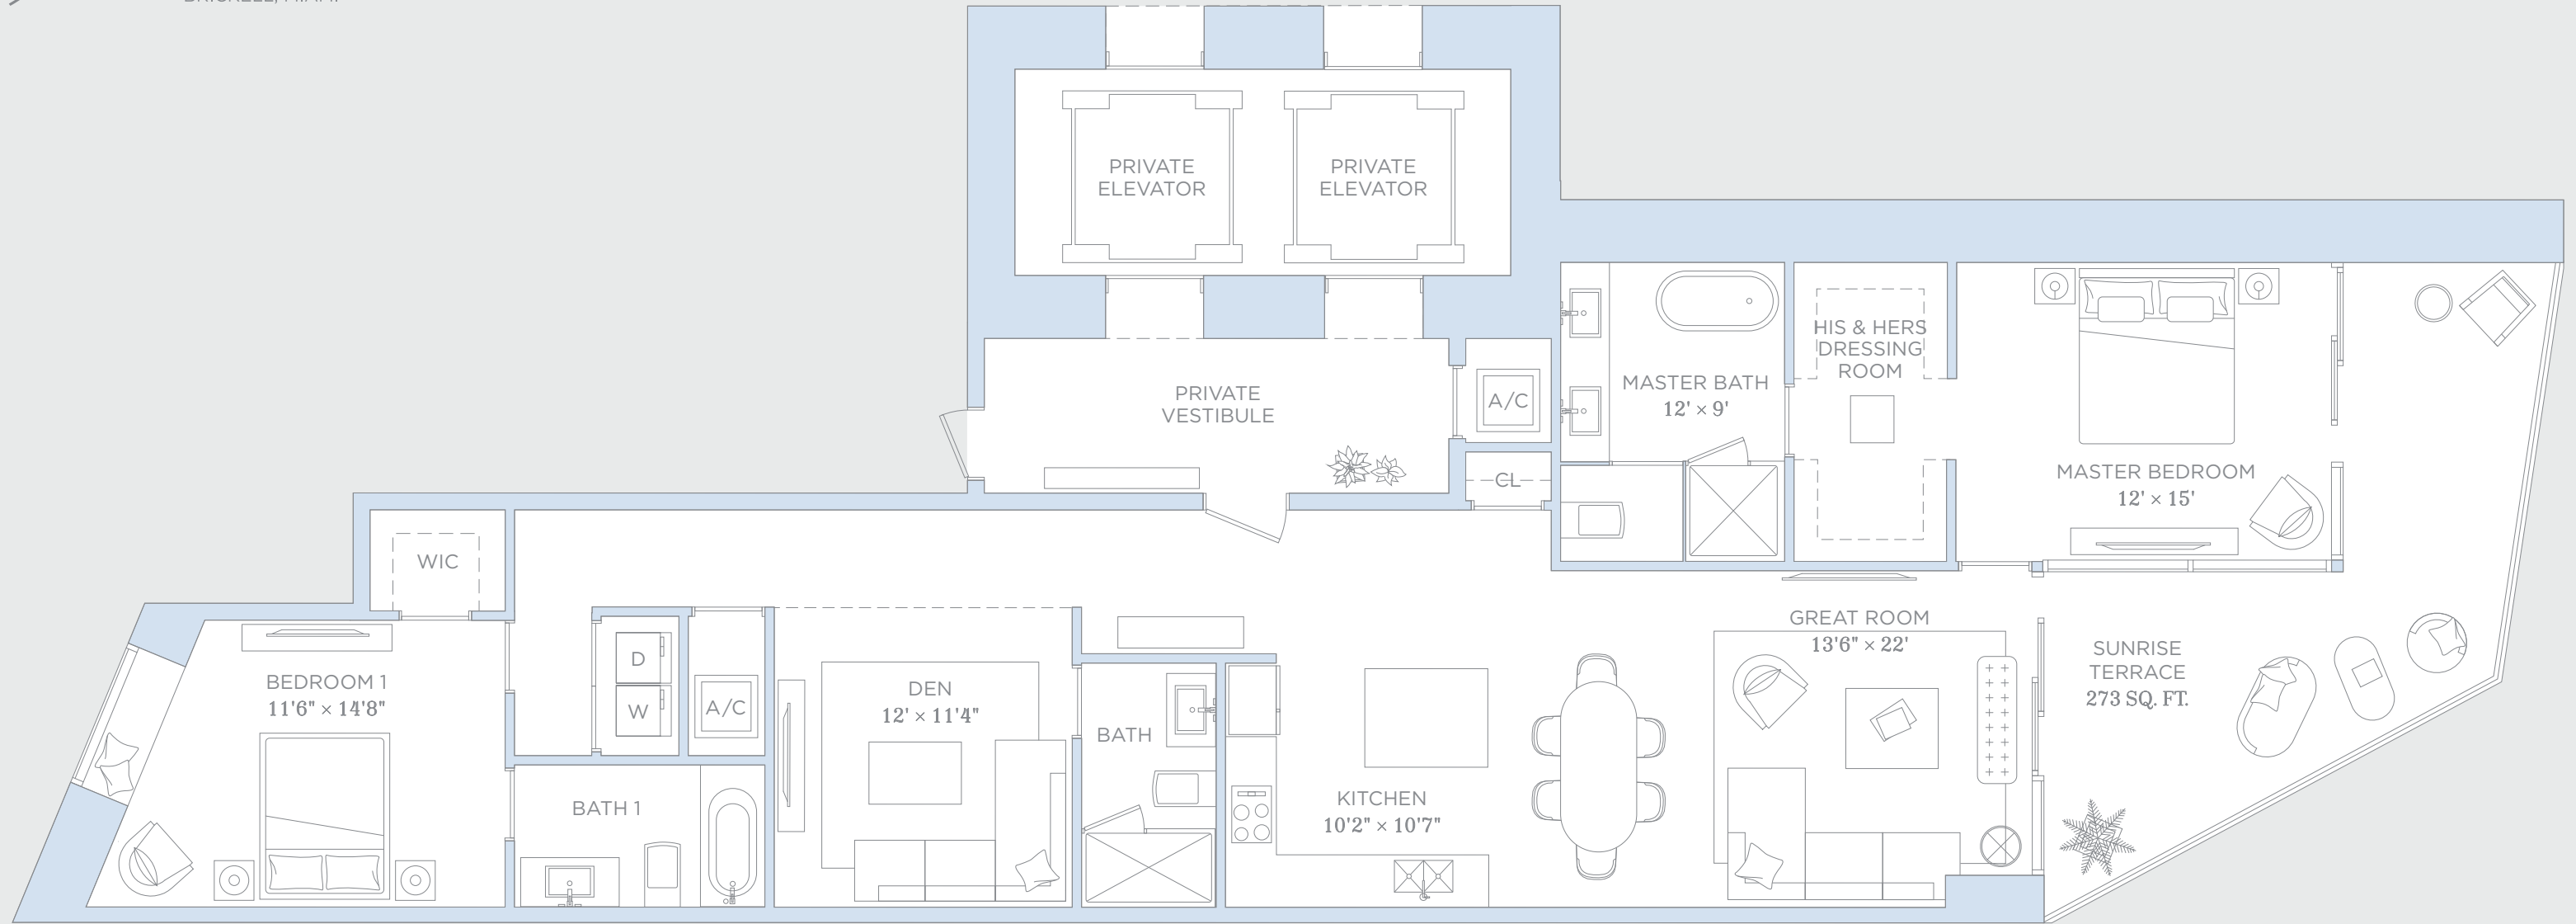 PRIVATE
ELEVATOR
PRIVATE
ELEVATOR
PRIVATE
VESTIBULE
A/C
CL
MASTER BATH
12' × 9'
HIS & HERS
DRESSING
ROOM
MASTER BEDROOM
12' × 15'
WIC
BEDROOM 1
11'6" × 14'8"
D
W
A/C
BATH 1
DEN
12' × 11'4"
BATH
KITCHEN
10'2" × 10'7"
GREAT ROOM
13'6" × 22'
SUNRISE
TERRACE
273 SQ. FT.